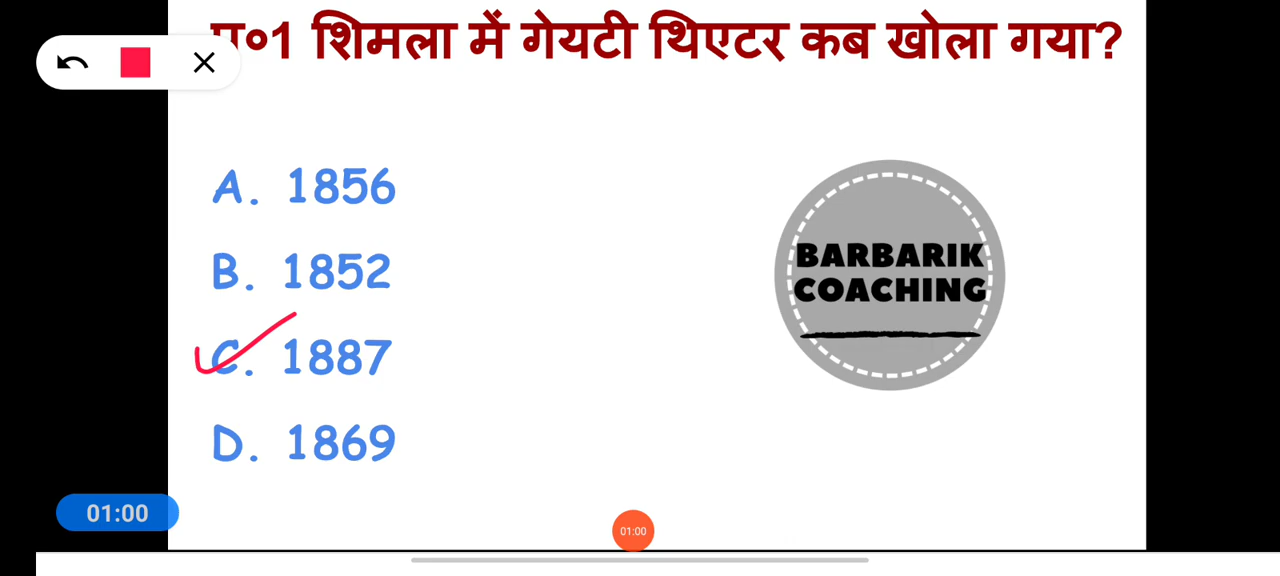 प्र०1 शिमला में गेयटी थिएटर कब खोला गया?
A. 1856
B. 1852
C. 1887
D. 1869
BARBARIK
COACHING
01:00
01:00